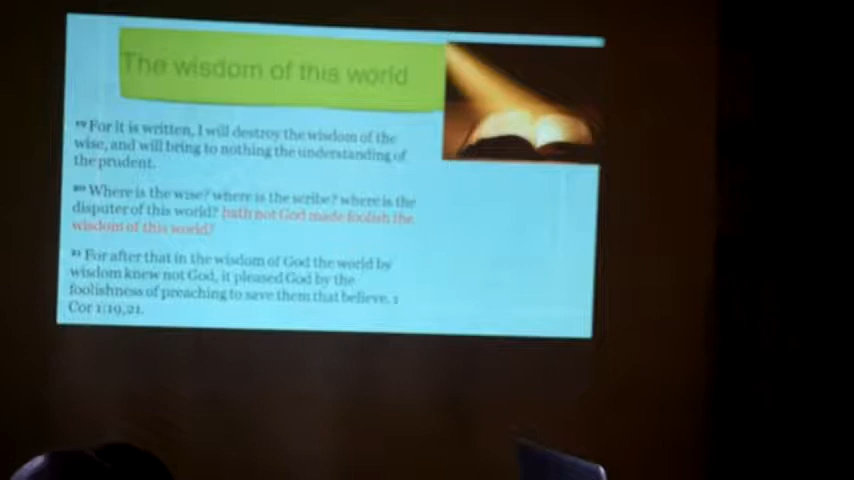 The wisdom of this world
19 For it is written, I will destroy the wisdom of the
wise, and will bring to nothing the understanding of
the prudent.
20 Where is the wise? where is the scribe? where is the
disputer of this world? hath not God made foolish the
wisdom of this world?
21 For after that in the wisdom of God the world by
wisdom knew not God, it pleased God by the
foolishness of preaching to save them that believe. 1
Cor 1:19,21.